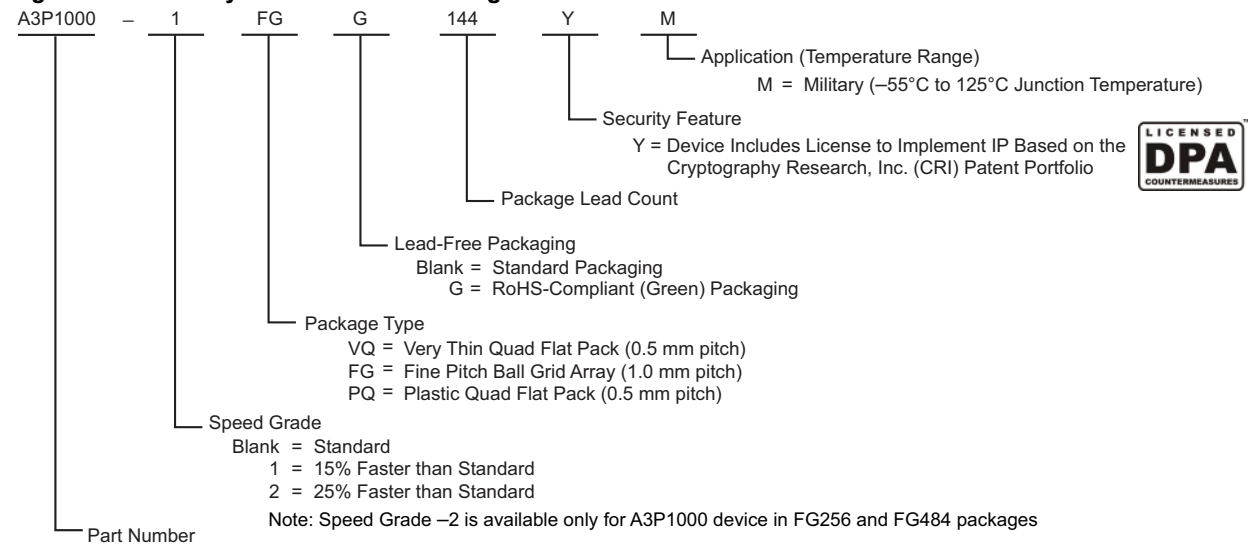 A3P1000 – 1 FG G 144 Y M
Application (Temperature Range)
M = Military (–55°C to 125°C Junction Temperature)
Security Feature
Y = Device Includes License to Implement IP Based on the
Cryptography Research, Inc. (CRI) Patent Portfolio
LICENSED
DPA
COUNTERMEASURES
™
Package Lead Count
Lead-Free Packaging
Blank = Standard Packaging
G = RoHS-Compliant (Green) Packaging
Package Type
VQ = Very Thin Quad Flat Pack (0.5 mm pitch)
FG = Fine Pitch Ball Grid Array (1.0 mm pitch)
PQ = Plastic Quad Flat Pack (0.5 mm pitch)
Speed Grade
Blank = Standard
1 = 15% Faster than Standard
2 = 25% Faster than Standard
Note: Speed Grade –2 is available only for A3P1000 device in FG256 and FG484 packages
Part Number